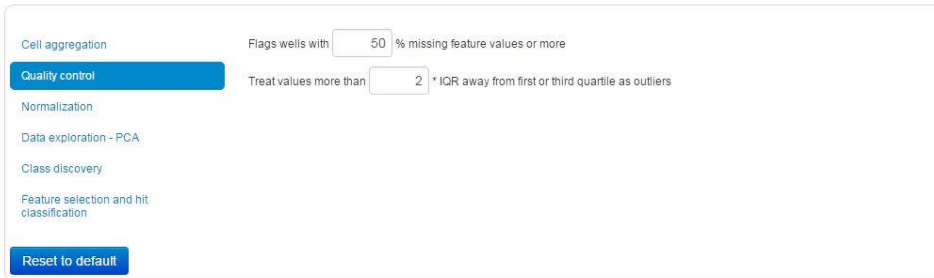 Cell aggregation
Flags wells with 50 % missing feature values or more
Quality control
Treat values more than 2 * IQR away from first or third quartile as outliers
Normalization
Data exploration - PCA
Class discovery
Feature selection and hit
classification
Reset to default